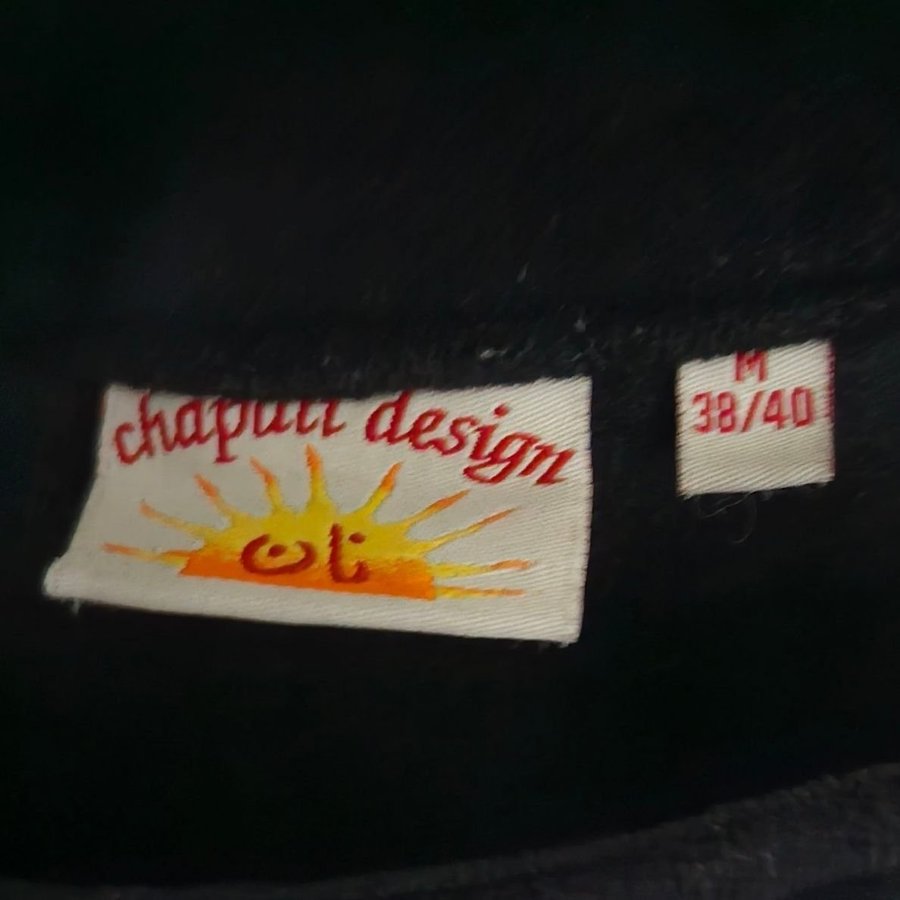 chapati design
نان
M
38/40